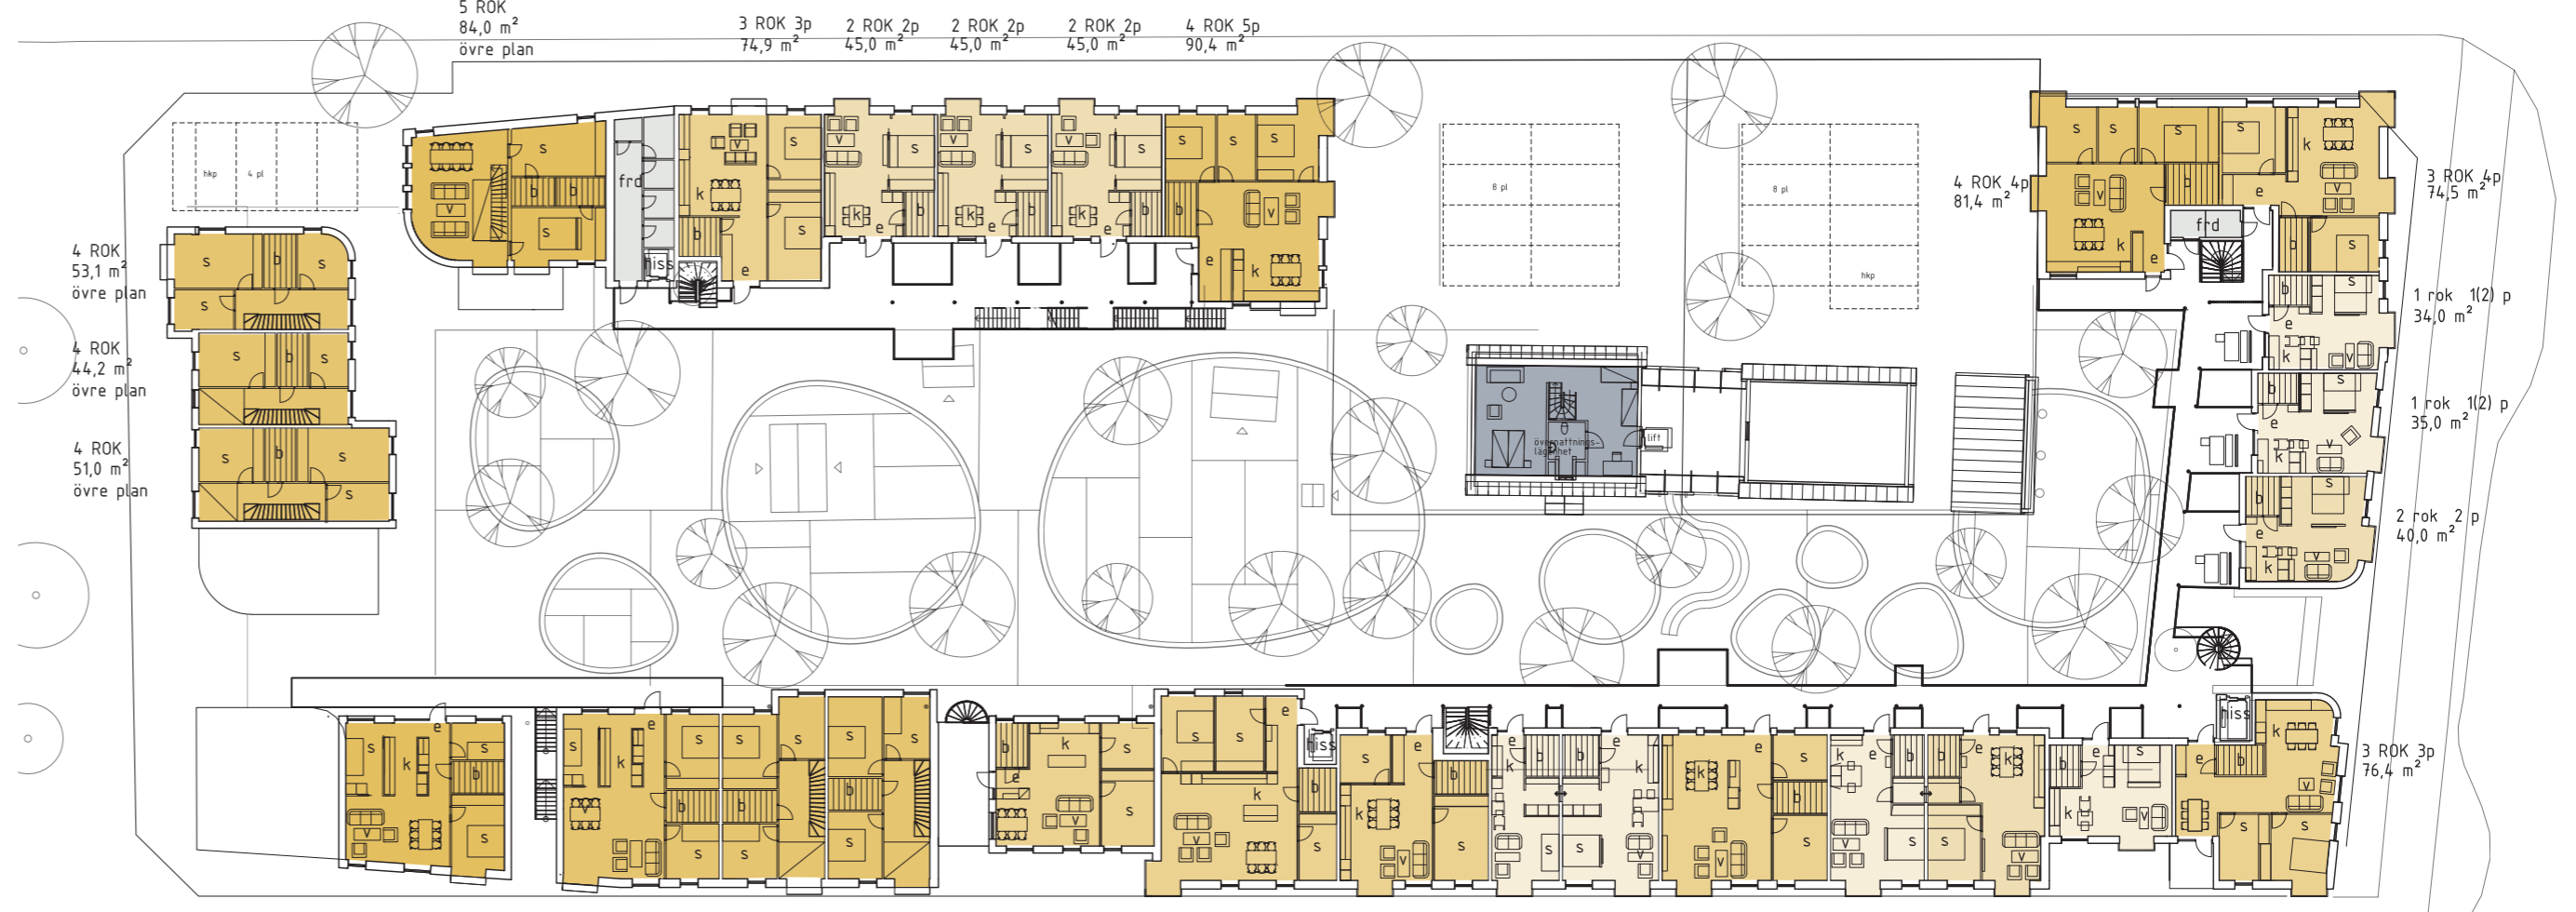 5 ROK
84,0 m²
övre plan
3 ROK 3p
74,9 m²
2 ROK 2p
45,0 m²
2 ROK 2p
45,0 m²
2 ROK 2p
45,0 m²
4 ROK 5p
90,4 m²
hkp
4 pl
8 pl
8 pl
hkp
4 ROK 4p
81,4 m²
3 ROK 4p
74,5 m²
4 ROK
53,1 m²
övre plan
4 ROK
44,2 m²
övre plan
4 ROK
51,0 m²
övre plan
1 rok 1(2) p
34,0 m²
1 rok 1(2) p
35,0 m²
2 rok 2 p
40,0 m²
3 ROK 3p
76,4 m²
v
s
b
b
s
frd
hiss
v
k
b
e
s
s
v
s
k
b
e
v
s
k
b
e
v
s
k
b
e
s
s
s
b
v
e
k
s
s
s
s
k
v
b
e
v
k
e
frd
b
s
s
b
e
k
v
s
b
e
k
v
s
b
e
k
v
s
b
s
s
s
b
s
s
b
s
s
övernattnings-
lägenhet
lift
s
k
e
s
b
v
s
s
k
e
v
s
b
s
s
b
s
s
s
b
s
s
b
k
e
v
s
s
s
s
e
k
v
b
s
hiss
s
e
k
v
b
s
e
k
b
v
s
b
e
k
s
v
k
e
v
s
b
s
k
e
b
v
s
b
e
k
s
v
b
e
s
k
v
hiss
k
e
b
v
s
s